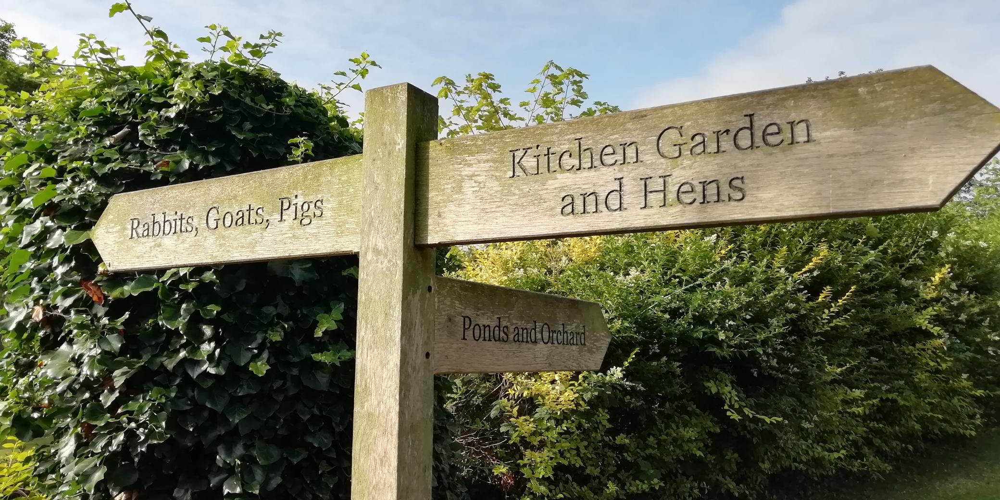 Rabbits, Goats, Pigs
Kitchen Garden
and Hens
Ponds and Orchard